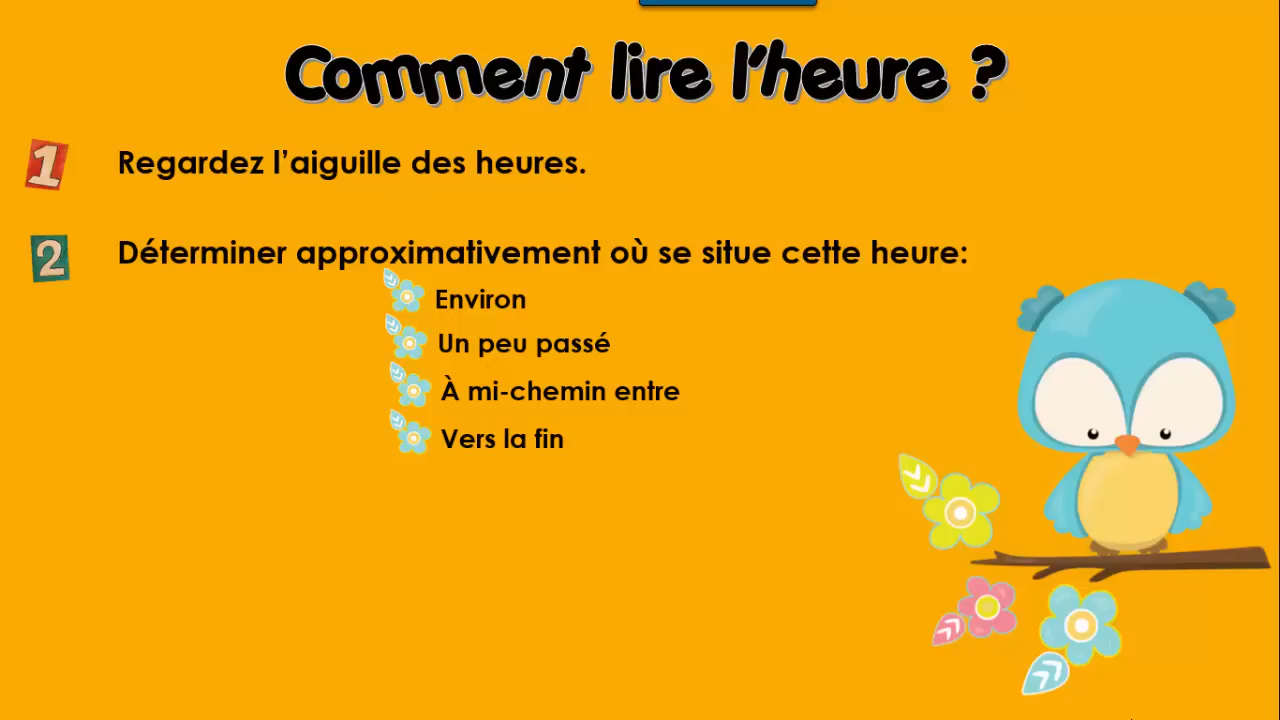 Comment lire l'heure ?
1 Regardez l’aiguille des heures.
2 Déterminer approximativement où se situe cette heure:
Environ
Un peu passé
À mi-chemin entre
Vers la fin